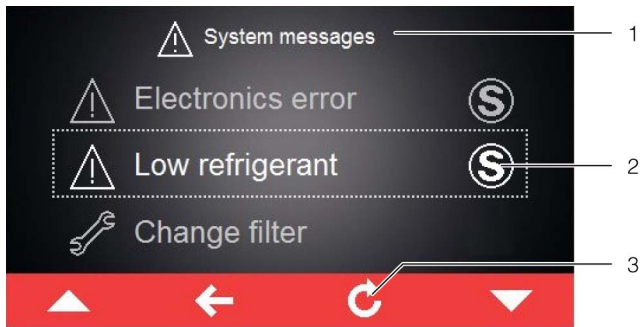 System messages
1
Electronics error
S
Low refrigerant
S
2
Change filter
3